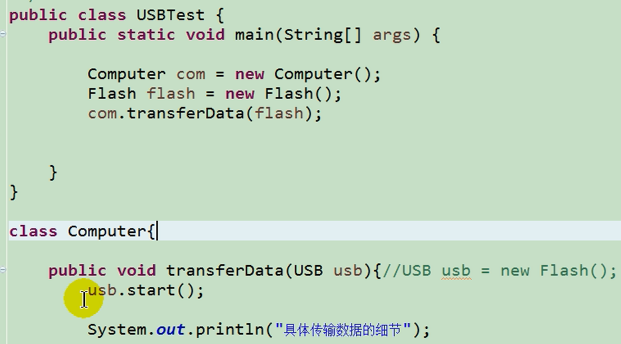 public class USBTest {
public static void main(String[] args) {
Computer com = new Computer();
Flash flash = new Flash();
com.transferData(flash);
}
}
class Computer{
public void transferData(USB usb){//USB usb = new Flash();
usb.start();
System.out.println("具体传输数据的细节");